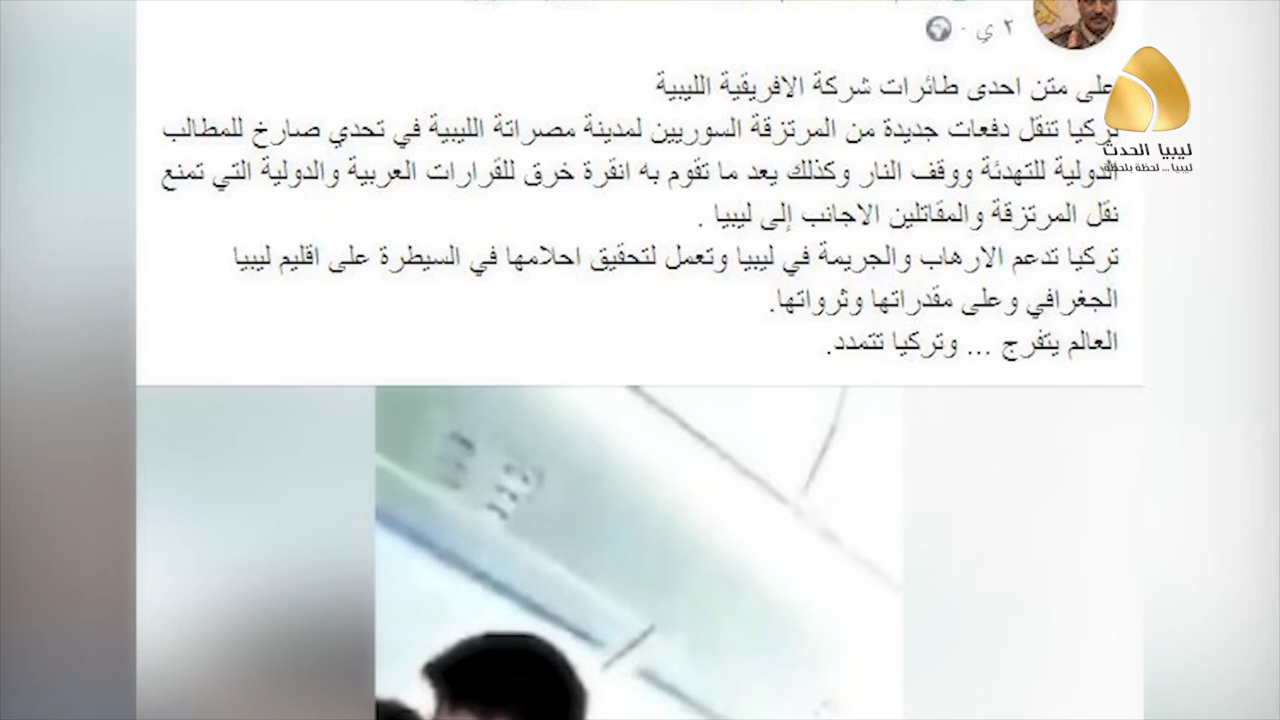 ٢ ي ·
على متن احدى طائرات شركة الافريقية الليبية
تركيا تنقل دفعات جديدة من المرتزقة السوريين لمدينة مصراتة الليبية في تحدي صارخ للمطالب
الدولية للتهدئة ووقف النار وكذلك يعد ما تقوم به انقرة خرق للقرارات العربية والدولية التي تمنع
نقل المرتزقة والمقاتلين الاجانب إلى ليبيا .
تركيا تدعم الارهاب والجريمة في ليبيا وتعمل لتحقيق احلامها في السيطرة على اقليم ليبيا
الجغرافي وعلى مقدراتها وثرواتها.
العالم يتفرج ... وتركيا تتمدد.
ليبيا الحدث
ليبيا ... لحظة بلحظة